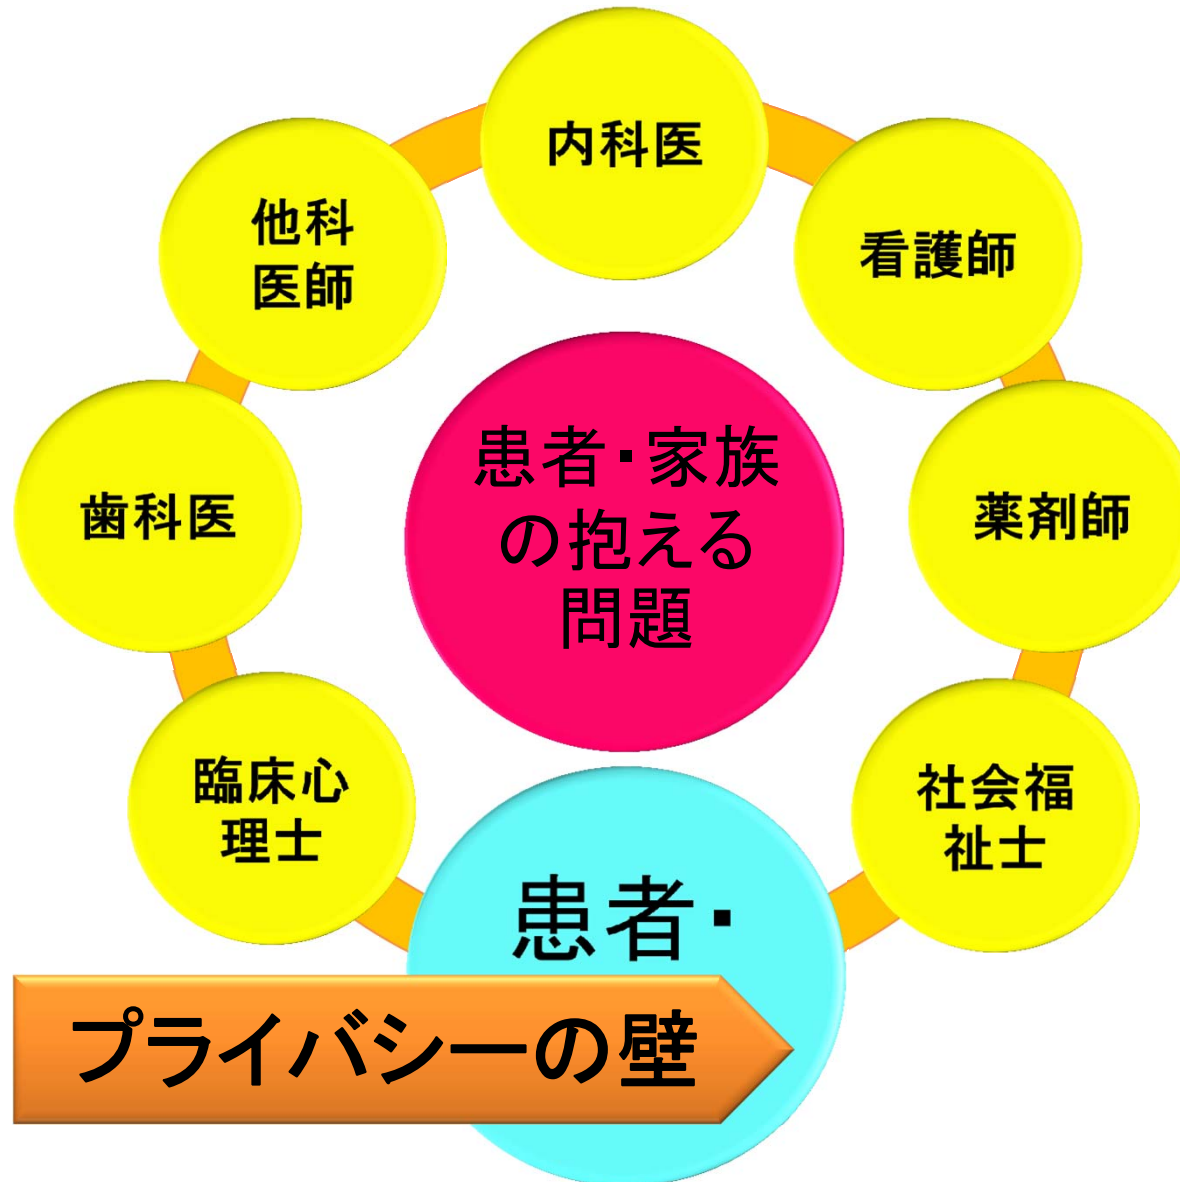 内科医
他科
医師
看護師
歯科医
患者・家族
の抱える
問題
薬剤師
臨床心
理士
社会福
祉士
患者・
プライバシーの壁